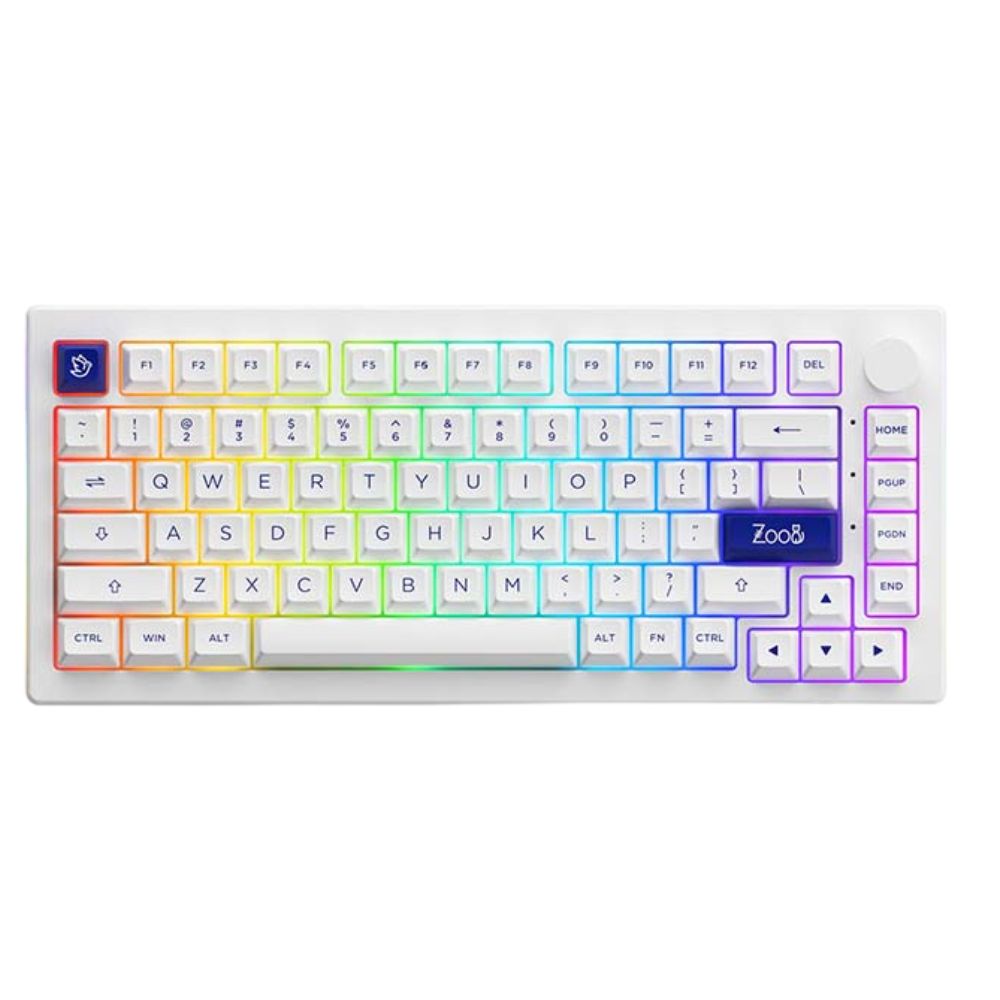 F1 F2 F3 F4 F5 F6 F7 F8 F9 F10 F11 F12 DEL
~ ! @ # $ % ^ & * ( ) — +
· 1 2 3 4 5 6 7 8 9 0 - = ← HOME
⇌ Q W E R T Y U I O P { [ } ] | \ PGUP
⇩ A S D F G H J K L : ; " ' Zoo& PGDN
⇧ Z X C V B N M < , > . ? / ⇧ END
▲
CTRL WIN ALT ALT FN CTRL ◀ ▼ ▶